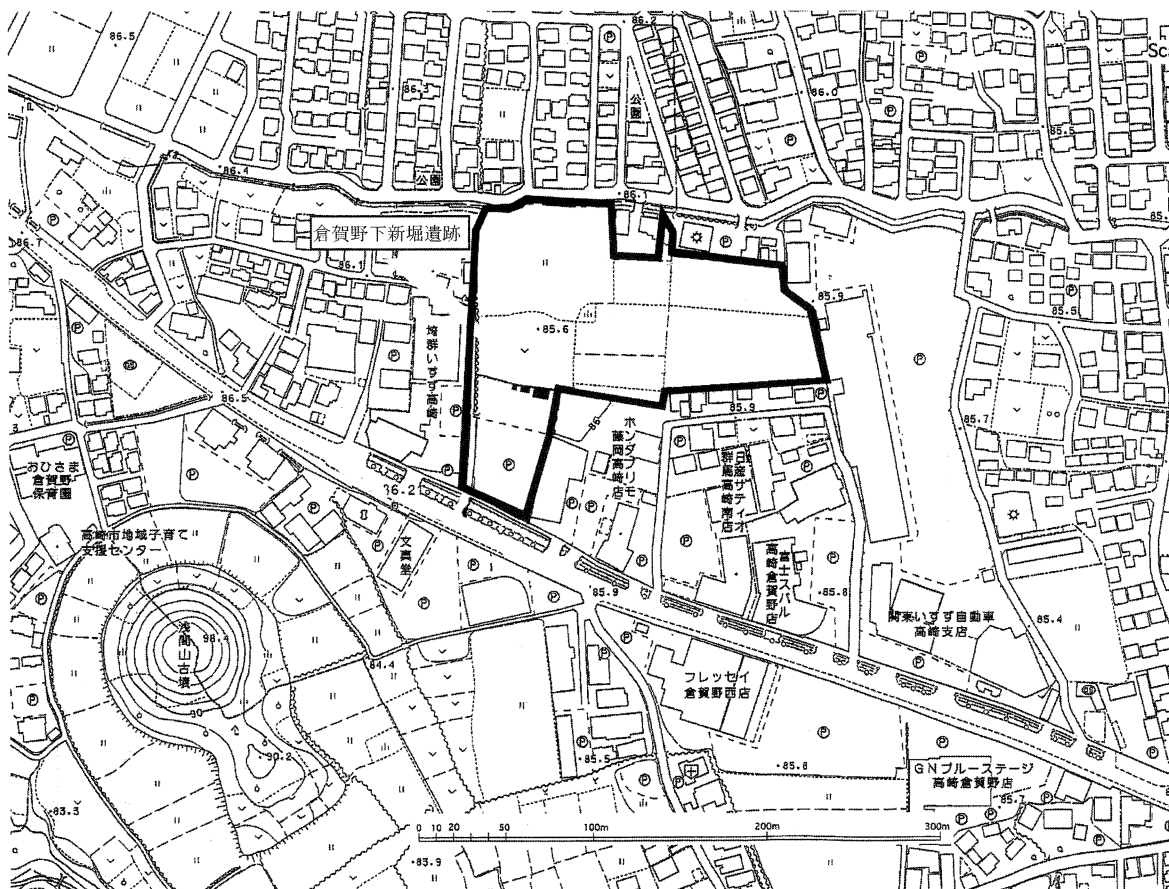 86.5
86.2
Sc
86.3
86.0
公園
85.5
86.4
公園
86.
85.
倉賀野下新堀遺跡
86.7
86.1
85.9
85.6
85.5
埼群いすゞ高崎
86.5
85.9
85.7
ホンダプリモ
藤岡高崎店
日産サティオ
群馬高崎南店
おひさま
倉賀野
保育園
86.2
高崎市地域子育て
支援センター
文真堂
富士スバル
高崎倉賀野店
85.9
85.8
関東いすゞ自動車
高崎支店
85.4
浅間山古墳
98.4
84.4
フレッセイ
倉賀野西店
90
90.2
85.5
85.8
GNブルーステージ
高崎倉賀野店
85.7
83.3
0 10 20 50 100m 200m 300m
83.9